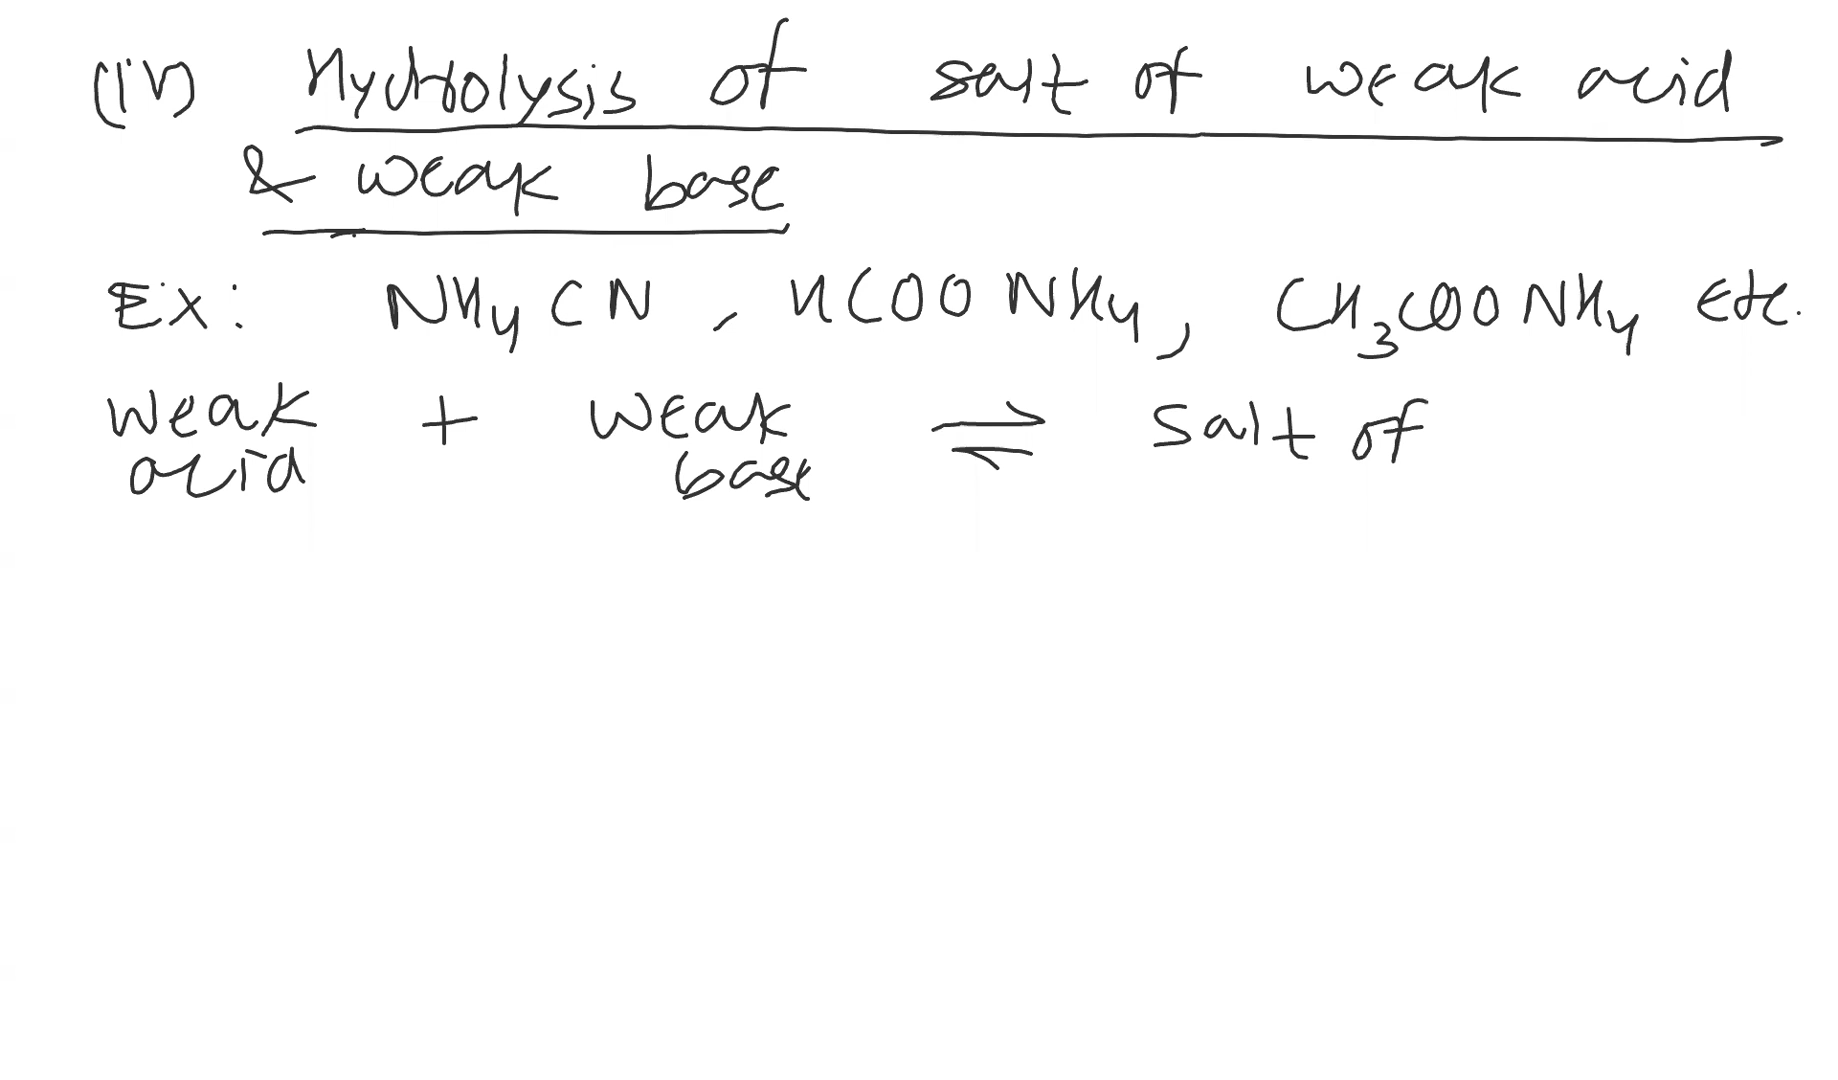 (iv) Hydrolysis of salt of weak acid
& weak base
Ex: NH4CN, HCOONH4, CH3COONH4 etc.
weak + weak ⇌ salt of
acid base